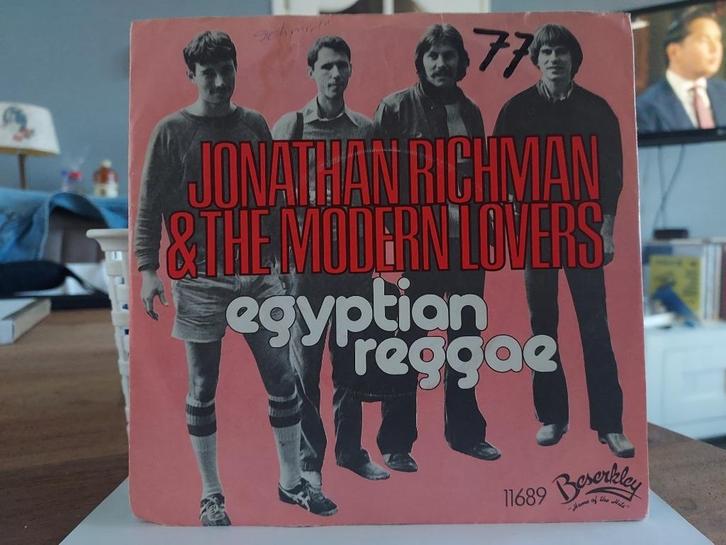 77
JONATHAN RICHMAN
& THE MODERN LOVERS
egyptian
reggae
11689 Beserkley
"Home of the Hits"